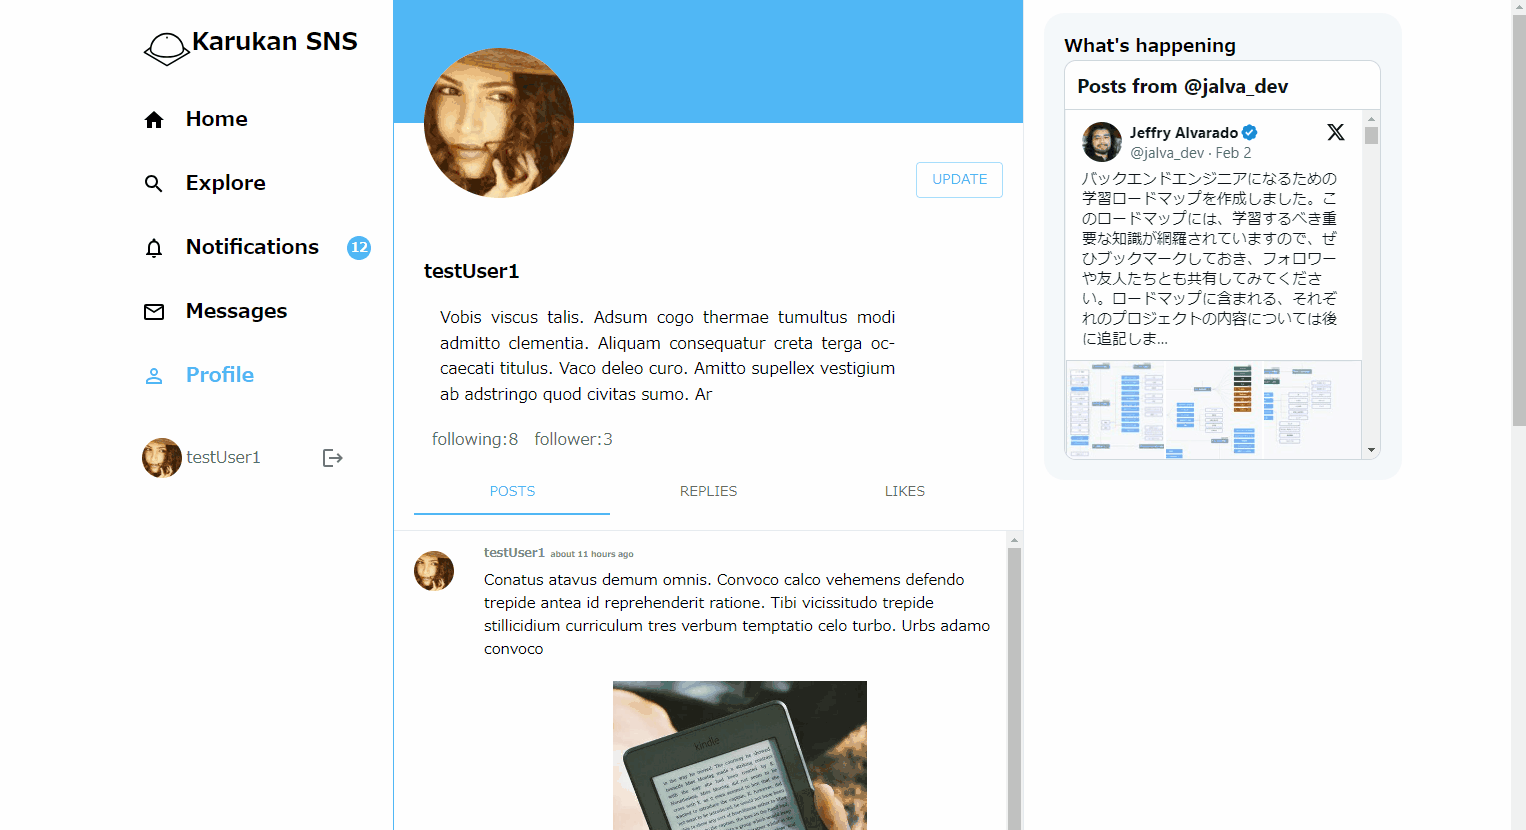 Karukan SNS
Home
Explore
Notifications 12
Messages
Profile
testUser1
UPDATE
testUser1
Vobis viscus talis. Adsum cogo thermae tumultus modi
admitto clementia. Aliquam consequatur creta terga oc-
caecati titulus. Vaco deleo curo. Amitto supellex vestigium
ab adstringo quod civitas sumo. Ar
following:8 follower:3
POSTS REPLIES LIKES
testUser1 about 11 hours ago
Conatus atavus demum omnis. Convoco calco vehemens defendo
trepide antea id reprehenderit ratione. Tibi vicissitudo trepide
stillicidium curriculum tres verbum temptatio celo turbo. Urbs adamo
convoco
kindle
What's happening
Posts from @jalva_dev
Jeffry Alvarado
@jalva_dev · Feb 2
バックエンドエンジニアになるための
学習ロードマップを作成しました。こ
のロードマップには、学習するべき重
要な知識が網羅されていますので、ぜ
ひブックマークしておき、フォロワー
や友人たちとも共有してみてくださ
い。ロードマップに含まれる、それぞ
れのプロジェクトの内容については後
に追記しま...